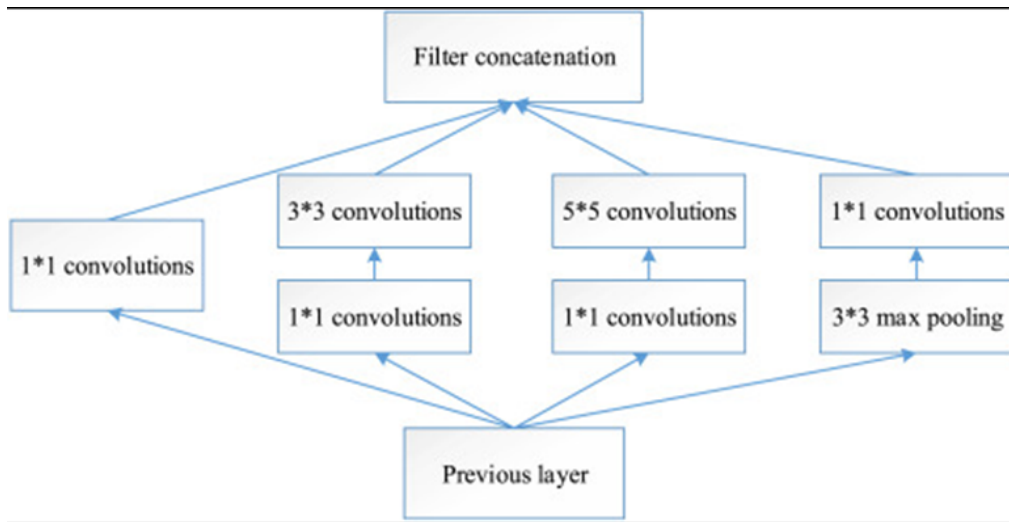 Filter concatenation
3*3 convolutions
5*5 convolutions
1*1 convolutions
1*1 convolutions
1*1 convolutions
1*1 convolutions
3*3 max pooling
Previous layer